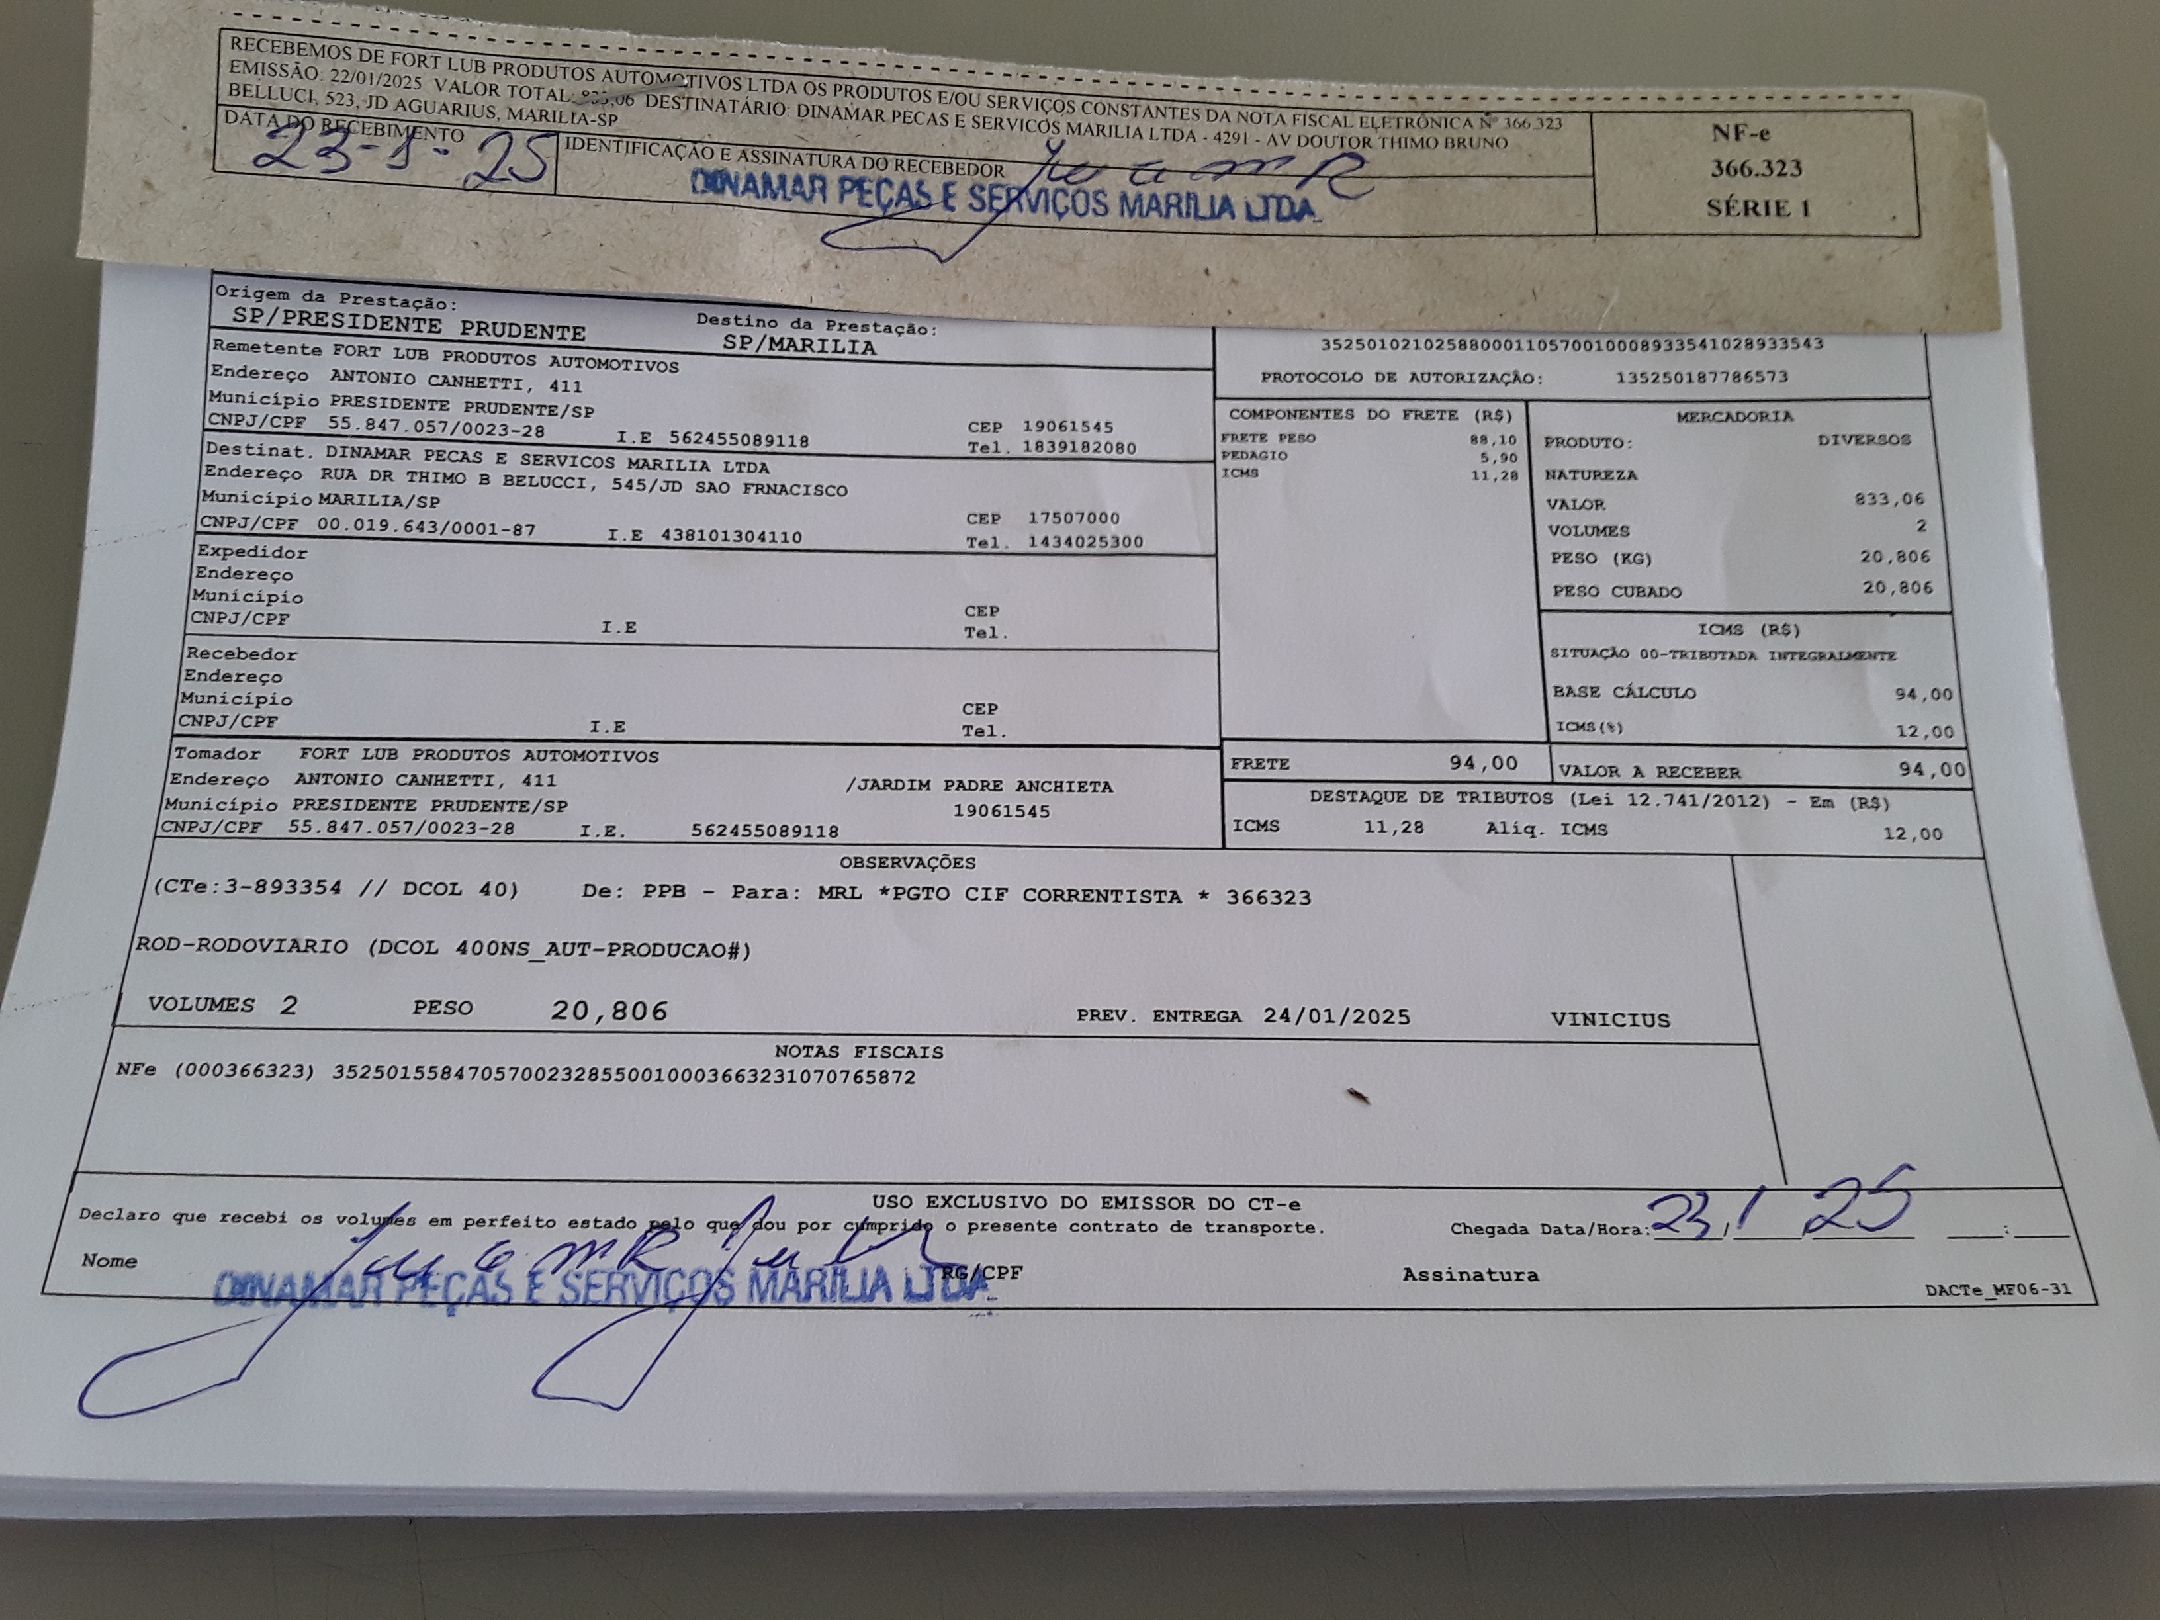 RECEBEMOS DE FORT LUB PRODUTOS AUTOMOTIVOS LTDA OS PRODUTOS E/OU SERVIÇOS CONSTANTES DA NOTA FISCAL ELETRÔNICA Nº 366.323
EMISSÃO: 22/01/2025 VALOR TOTAL: 833,06 DESTINATÁRIO: DINAMAR PECAS E SERVICOS MARILIA LTDA - 4291 - AV DOUTOR THIMO BRUNO
BELLUCI, 523, JD AGUARIUS, MARILIA-SP
DATA DO RECEBIMENTO
23-1-25
IDENTIFICAÇÃO E ASSINATURA DO RECEBEDOR
DINAMAR PEÇAS E SERVIÇOS MARILIA LTDA
NF-e
366.323
SÉRIE 1
Origem da Prestação:
SP/PRESIDENTE PRUDENTE
Destino da Prestação:
SP/MARILIA
Remetente FORT LUB PRODUTOS AUTOMOTIVOS
Endereço ANTONIO CANHETTI, 411
Município PRESIDENTE PRUDENTE/SP CEP 19061545
CNPJ/CPF 55.847.057/0023-28 I.E 562455089118 Tel. 1839182080
Destinat. DINAMAR PECAS E SERVICOS MARILIA LTDA
Endereço RUA DR THIMO B BELUCCI, 545/JD SAO FRNACISCO
Município MARILIA/SP CEP 17507000
CNPJ/CPF 00.019.643/0001-87 I.E 438101304110 Tel. 1434025300
Expedidor
Endereço
Município CEP
CNPJ/CPF I.E Tel.
Recebedor
Endereço
Município CEP
CNPJ/CPF I.E Tel.
Tomador FORT LUB PRODUTOS AUTOMOTIVOS
Endereço ANTONIO CANHETTI, 411 /JARDIM PADRE ANCHIETA
Município PRESIDENTE PRUDENTE/SP 19061545
CNPJ/CPF 55.847.057/0023-28 I.E. 562455089118
35250102102588000110570010008933541028933543
PROTOCOLO DE AUTORIZAÇÃO: 135250187786573
COMPONENTES DO FRETE (R$)
FRETE PESO 88,10
PEDAGIO 5,90
ICMS 11,28
MERCADORIA
PRODUTO: DIVERSOS
NATUREZA
VALOR 833,06
VOLUMES 2
PESO (KG) 20,806
PESO CUBADO 20,806
ICMS (R$)
SITUAÇÃO 00-TRIBUTADA INTEGRALMENTE
BASE CÁLCULO 94,00
ICMS(%) 12,00
FRETE 94,00 VALOR A RECEBER 94,00
DESTAQUE DE TRIBUTOS (Lei 12.741/2012) - Em (R$)
ICMS 11,28 Aliq. ICMS 12,00
OBSERVAÇÕES
(CTe:3-893354 // DCOL 40) De: PPB - Para: MRL *PGTO CIF CORRENTISTA * 366323
ROD-RODOVIARIO (DCOL 400NS_AUT-PRODUCAO#)
VOLUMES 2 PESO 20,806 PREV. ENTREGA 24/01/2025 VINICIUS
NOTAS FISCAIS
NFe (000366323) 35250155847057002328550010003663231070765872
USO EXCLUSIVO DO EMISSOR DO CT-e
Declaro que recebi os volumes em perfeito estado pelo que dou por cumprido o presente contrato de transporte. Chegada Data/Hora: 23/1/25 :
Nome RG/CPF Assinatura
DINAMAR PEÇAS E SERVIÇOS MARILIA LTDA
DACTe_MF06-31